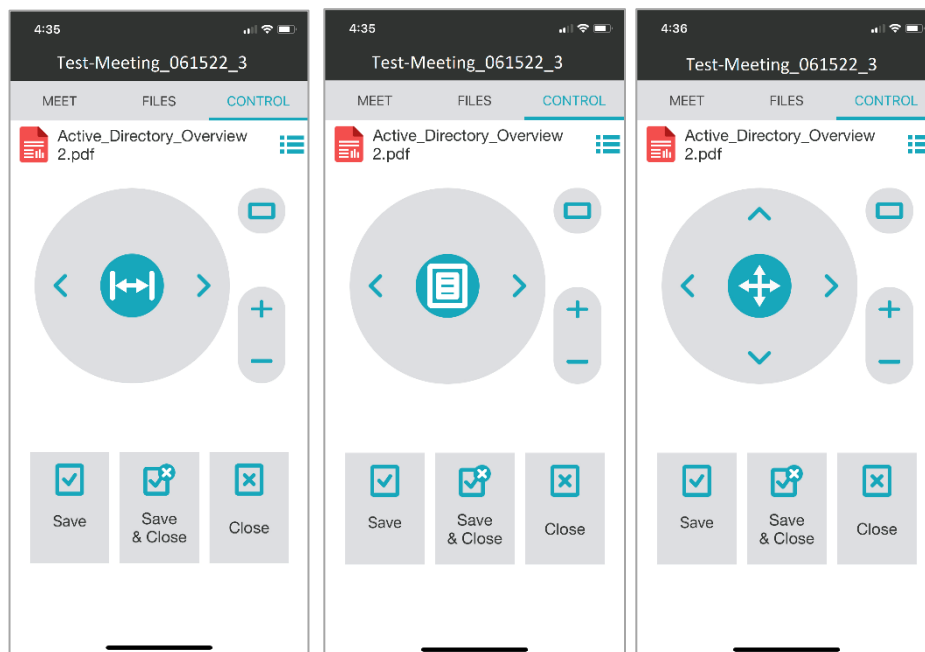 4:35
Test-Meeting_061522_3
MEET FILES CONTROL
Active_Directory_Overview
2.pdf
Save
Save
& Close
Close
4:35
Test-Meeting_061522_3
MEET FILES CONTROL
Active_Directory_Overview
2.pdf
Save
Save
& Close
Close
4:36
Test-Meeting_061522_3
MEET FILES CONTROL
Active_Directory_Overview
2.pdf
Save
Save
& Close
Close